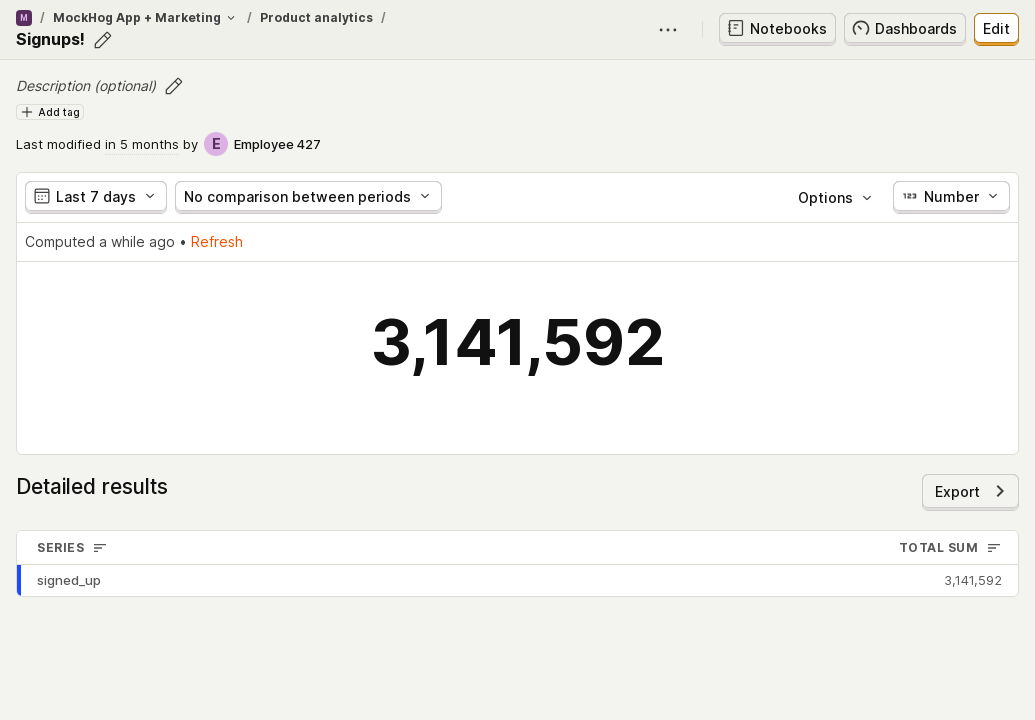 M / MockHog App + Marketing / Product analytics /
Signups!
Notebooks
Dashboards
Edit
Description (optional)
Add tag
Last modified in 5 months by E Employee 427
Last 7 days
No comparison between periods
Options
123 Number
Computed a while ago • Refresh
3,141,592
Detailed results
Export
SERIES TOTAL SUM
signed_up 3,141,592